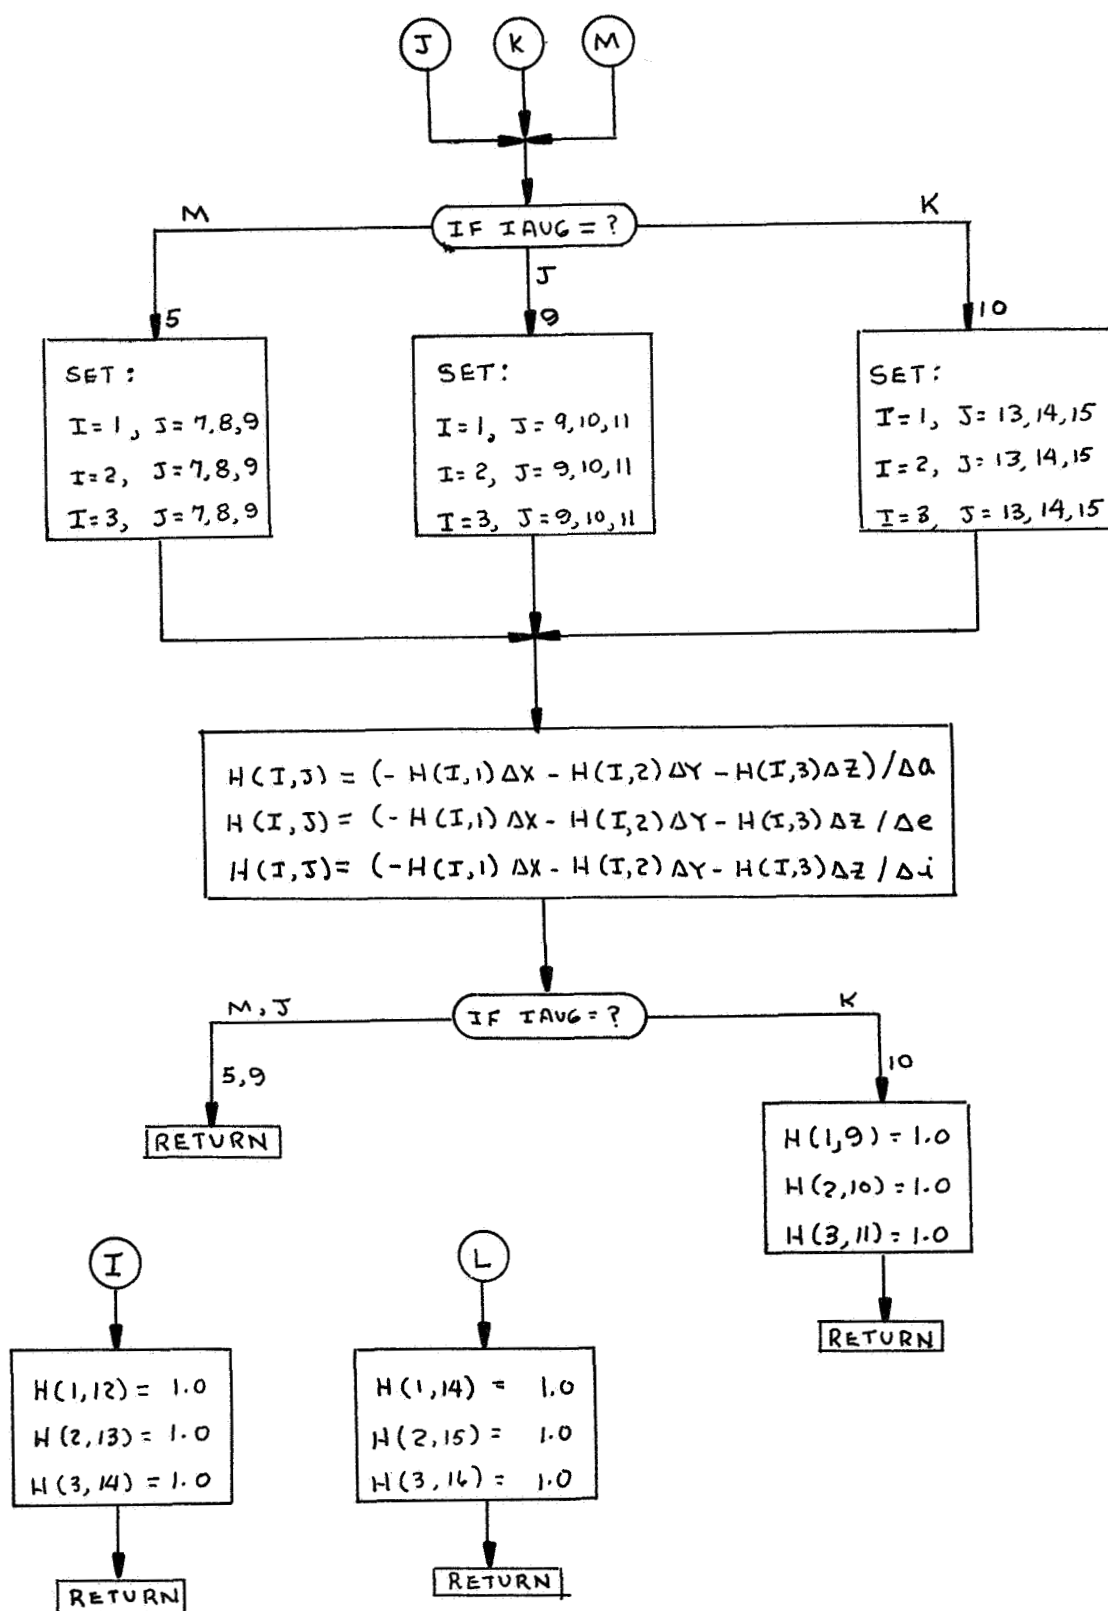 J K M
IF IAUG = ?
M
J
K
5
9
10
SET:
I=1, J=7,8,9
I=2, J=7,8,9
I=3, J=7,8,9
SET:
I=1, J=9,10,11
I=2, J=9,10,11
I=3, J=9,10,11
SET:
I=1, J=13,14,15
I=2, J=13,14,15
I=3, J=13,14,15
H(I,J) = (-H(I,1)ΔX - H(I,2)ΔY - H(I,3)ΔZ)/Δa
H(I,J) = (-H(I,1)ΔX - H(I,2)ΔY - H(I,3)ΔZ/Δe
H(I,J) = (-H(I,1)ΔX - H(I,2)ΔY - H(I,3)ΔZ/Δi
IF IAUG = ?
M,J
K
5,9
10
RETURN
H(1,9) = 1.0
H(2,10) = 1.0
H(3,11) = 1.0
RETURN
I
H(1,12) = 1.0
H(2,13) = 1.0
H(3,14) = 1.0
RETURN
L
H(1,14) = 1.0
H(2,15) = 1.0
H(3,16) = 1.0
RETURN